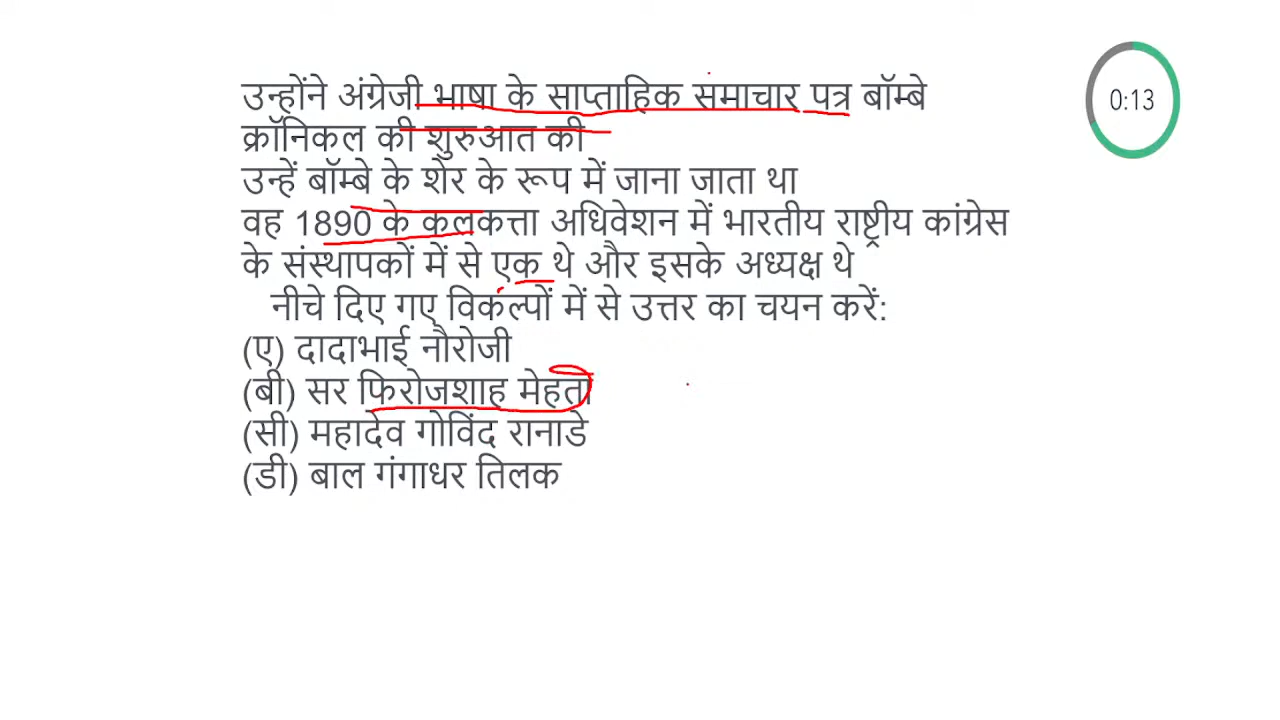 उन्होंने अंग्रेजी भाषा के साप्ताहिक समाचार पत्र बॉम्बे
क्रॉनिकल की शुरुआत की
उन्हें बॉम्बे के शेर के रूप में जाना जाता था
वह 1890 के कलकत्ता अधिवेशन में भारतीय राष्ट्रीय कांग्रेस
के संस्थापकों में से एक थे और इसके अध्यक्ष थे
नीचे दिए गए विकल्पों में से उत्तर का चयन करें:
(ए) दादाभाई नौरोजी
(बी) सर फिरोजशाह मेहता
(सी) महादेव गोविंद रानाडे
(डी) बाल गंगाधर तिलक
0:13